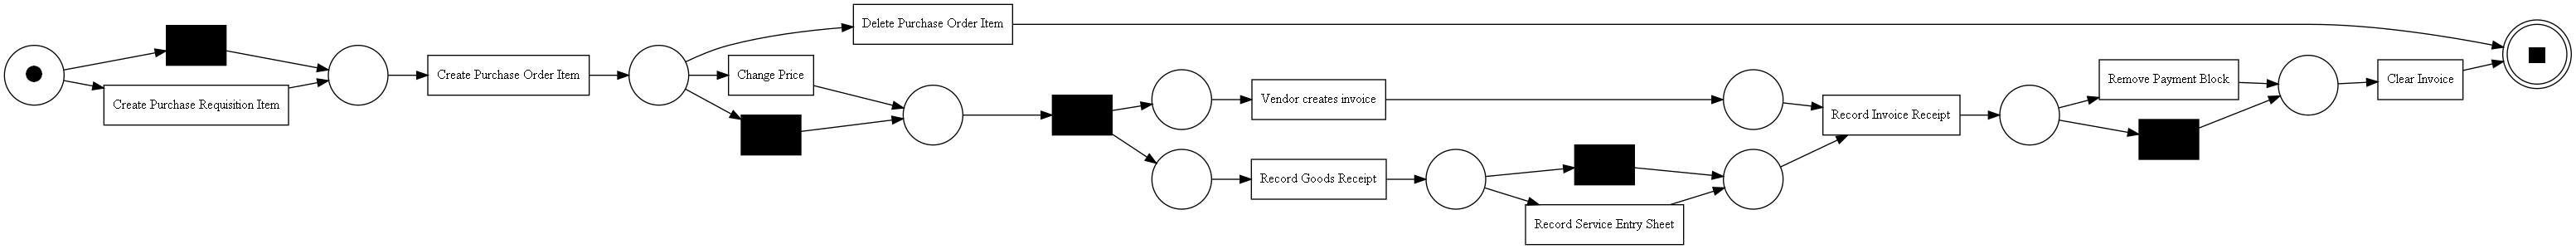 Create Purchase Requisition Item
Create Purchase Order Item
Delete Purchase Order Item
Change Price
Vendor creates invoice
Record Goods Receipt
Record Service Entry Sheet
Record Invoice Receipt
Remove Payment Block
Clear Invoice